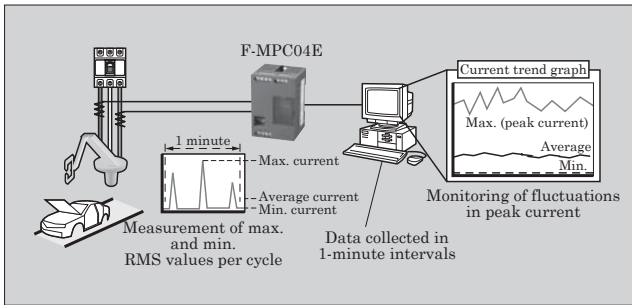 F-MPC04E
Current trend graph
Max. (peak current)
Average
Min.
Monitoring of fluctuations
in peak current
1 minute
Max. current
Average current
Min. current
Measurement of max.
and min.
RMS values per cycle
Data collected in
1-minute intervals